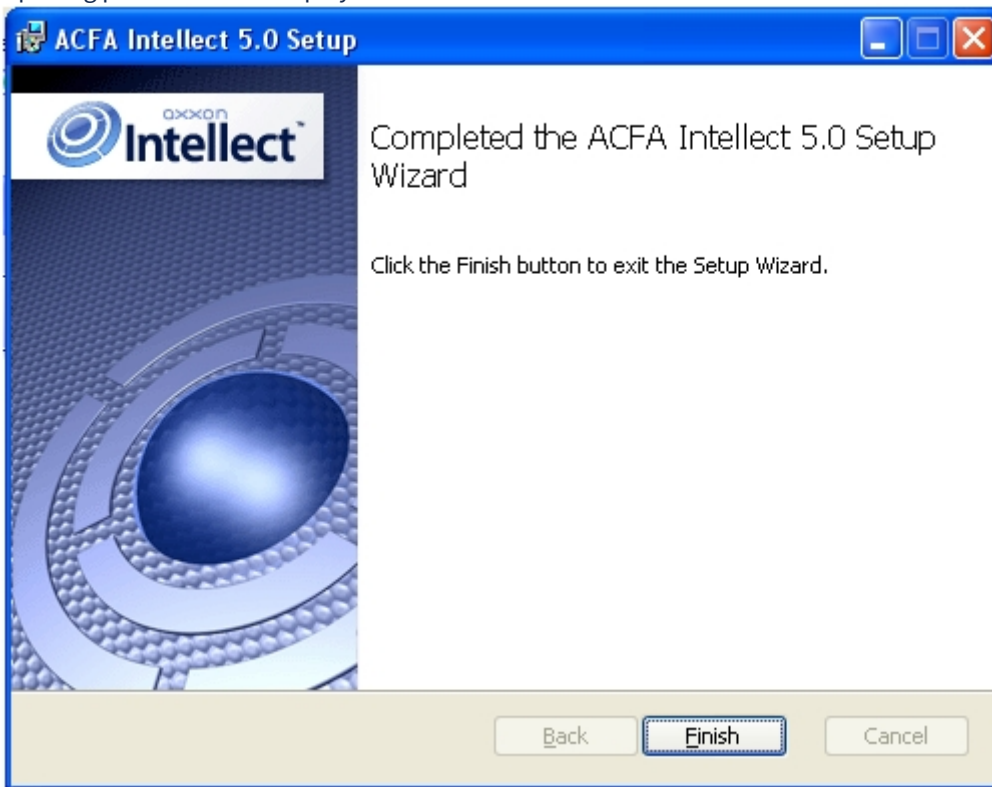 ACFA Intellect 5.0 Setup
axxon
Intellect™
Completed the ACFA Intellect 5.0 Setup
Wizard
Click the Finish button to exit the Setup Wizard.
Back
Finish
Cancel